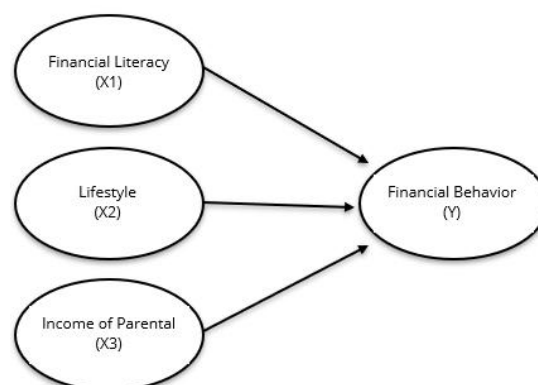 Financial Literacy
(X1)
Lifestyle
(X2)
Financial Behavior
(Y)
Income of Parental
(X3)